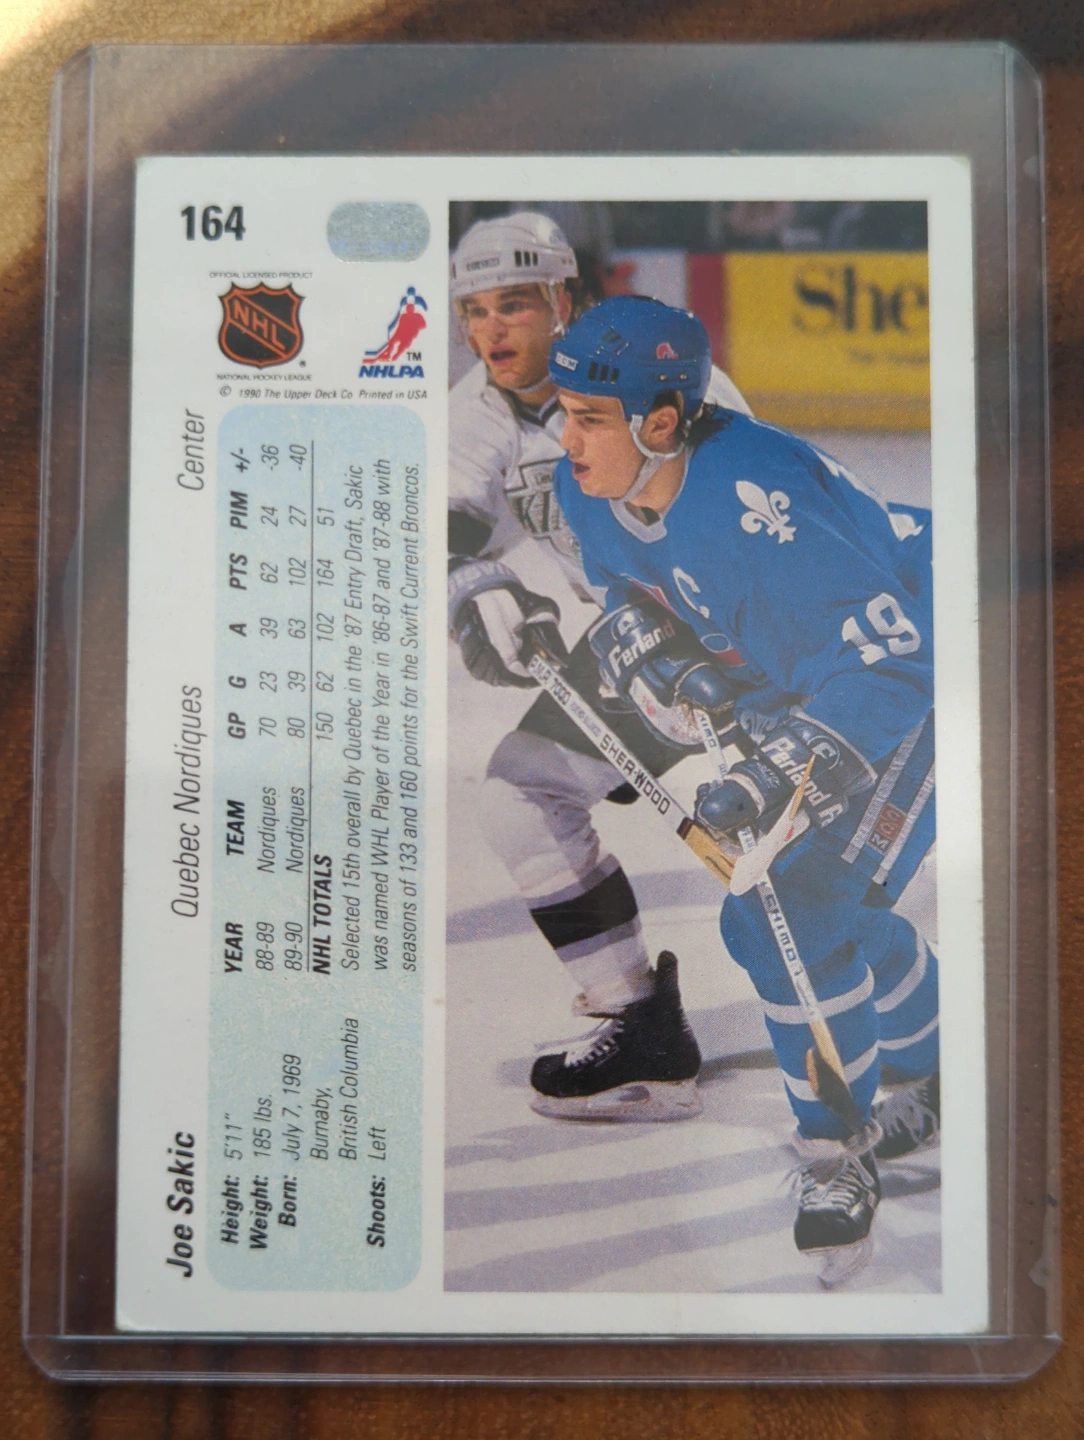 164
OFFICIAL LICENSED PRODUCT
NHL
®
NATIONAL HOCKEY LEAGUE
TM
NHLPA
© 1990 The Upper Deck Co. Printed in USA
Joe Sakic Quebec Nordiques Center
Height: 5'11"
Weight: 185 lbs.
Born: July 7, 1969
Burnaby,
British Columbia
Shoots: Left
YEAR TEAM GP G A PTS PIM +/-
88-89 Nordiques 70 23 39 62 24 -36
89-90 Nordiques 80 39 63 102 27 -40
NHL TOTALS 150 62 102 164 51
Selected 15th overall by Quebec in the '87 Entry Draft, Sakic
was named WHL Player of the Year in '86-87 and '87-88 with
seasons of 133 and 160 points for the Swift Current Broncos.
She
CCM
C
19
Ferland
SHER-WOOD